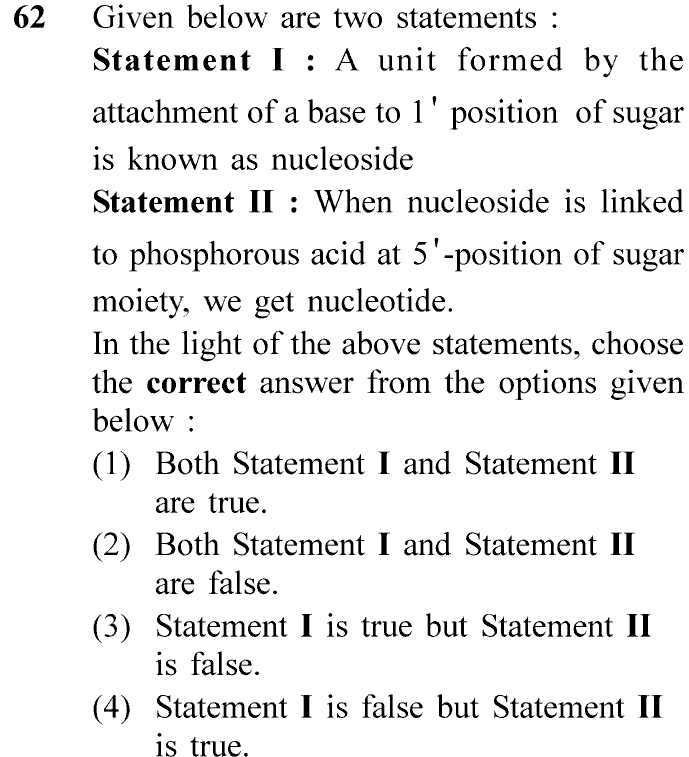 62 Given below are two statements :
Statement I : A unit formed by the
attachment of a base to 1' position of sugar
is known as nucleoside
Statement II : When nucleoside is linked
to phosphorous acid at 5'-position of sugar
moiety, we get nucleotide.
In the light of the above statements, choose
the correct answer from the options given
below :
(1) Both Statement I and Statement II
are true.
(2) Both Statement I and Statement II
are false.
(3) Statement I is true but Statement II
is false.
(4) Statement I is false but Statement II
is true.